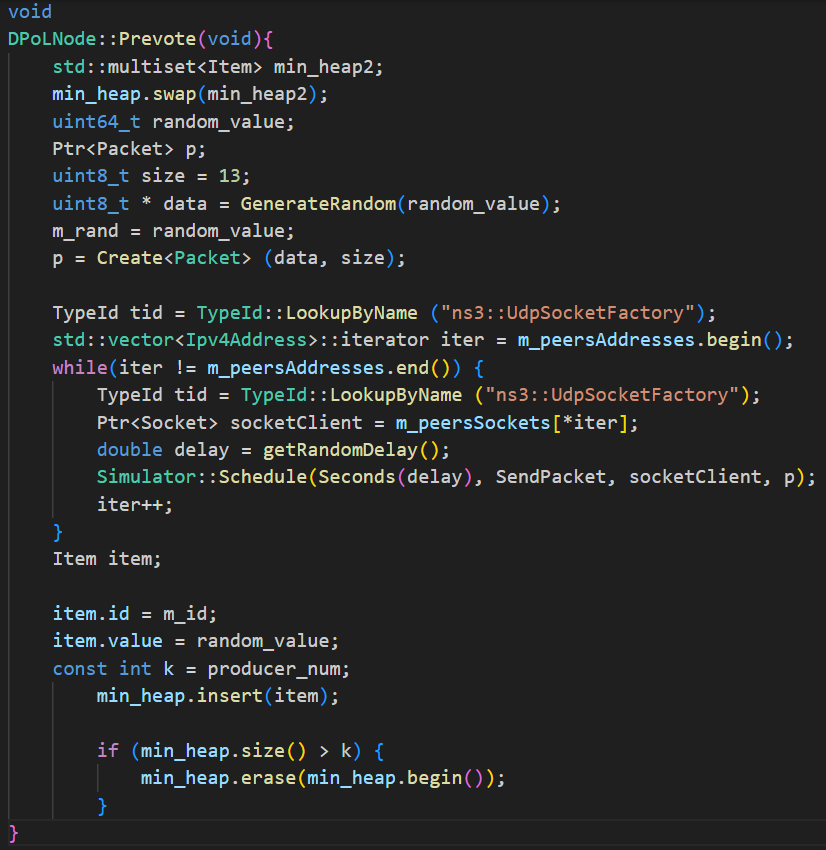 void
DPoLNode::Prevote(void){
    std::multiset<Item> min_heap2;
    min_heap.swap(min_heap2);
    uint64_t random_value;
    Ptr<Packet> p;
    uint8_t size = 13;
    uint8_t * data = GenerateRandom(random_value);
    m_rand = random_value;
    p = Create<Packet> (data, size);

    TypeId tid = TypeId::LookupByName ("ns3::UdpSocketFactory");
    std::vector<Ipv4Address>::iterator iter = m_peersAddresses.begin();
    while(iter != m_peersAddresses.end()) {
        TypeId tid = TypeId::LookupByName ("ns3::UdpSocketFactory");
        Ptr<Socket> socketClient = m_peersSockets[*iter];
        double delay = getRandomDelay();
        Simulator::Schedule(Seconds(delay), SendPacket, socketClient, p);
        iter++;
    }
    Item item;

    item.id = m_id;
    item.value = random_value;
    const int k = producer_num;
        min_heap.insert(item);

        if (min_heap.size() > k) {
            min_heap.erase(min_heap.begin());
        }
}